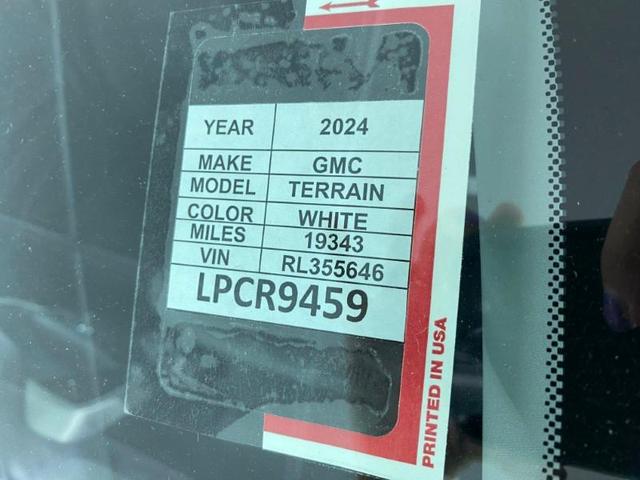 YEAR 2024
MAKE GMC
MODEL TERRAIN
COLOR WHITE
MILES 19343
VIN RL355646
LPCR9459
PRINTED IN USA